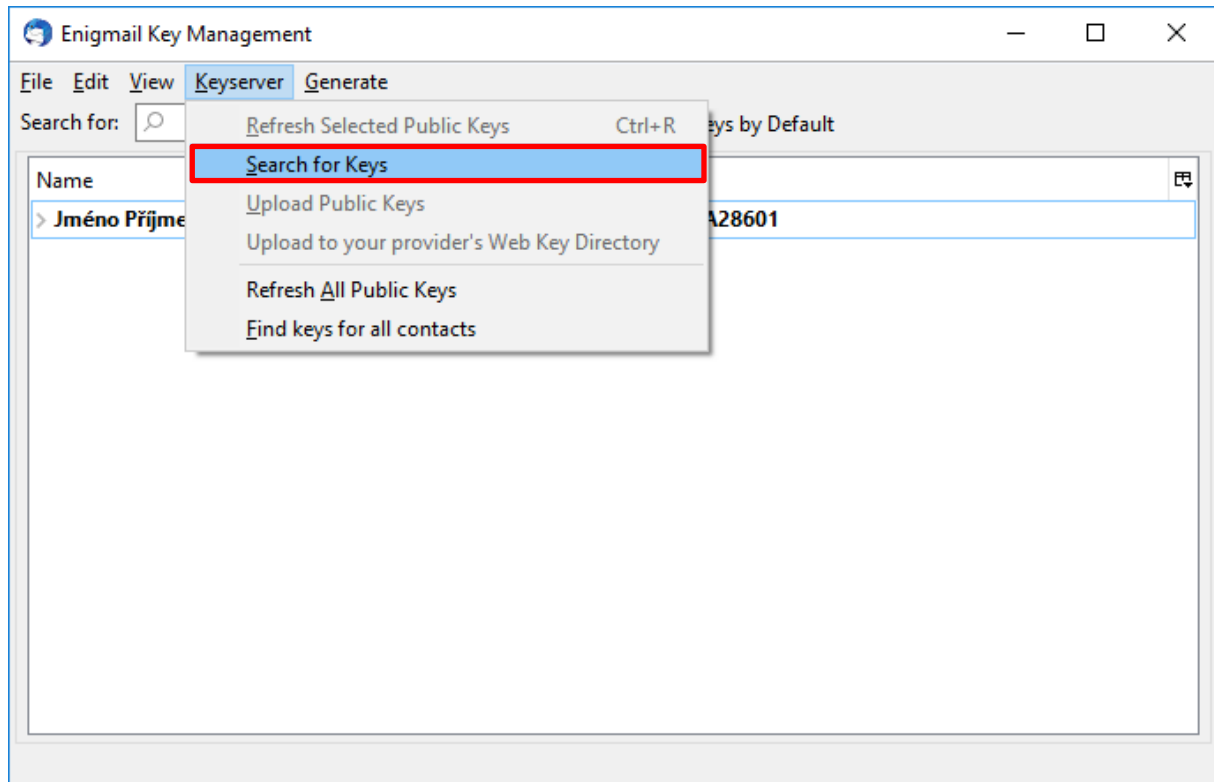 Enigmail Key Management
File Edit View Keyserver Generate
Search for: eys by Default
Refresh Selected Public Keys Ctrl+R
Search for Keys
Upload Public Keys
Upload to your provider's Web Key Directory
Refresh All Public Keys
Find keys for all contacts
Name
Jméno Příjme A28601